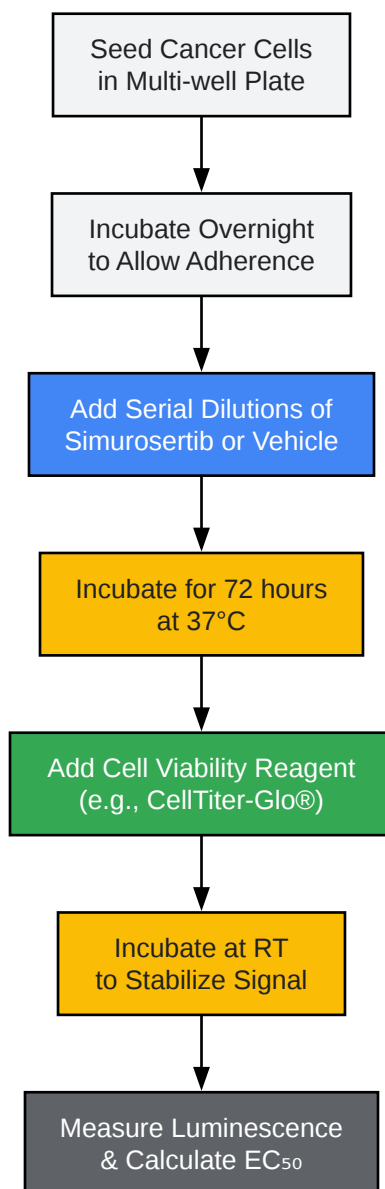 Seed Cancer Cells
in Multi-well Plate
Incubate Overnight
to Allow Adherence
Add Serial Dilutions of
Simurosertib or Vehicle
Incubate for 72 hours
at 37°C
Add Cell Viability Reagent
(e.g., CellTiter-Glo®)
Incubate at RT
to Stabilize Signal
Measure Luminescence
& Calculate EC₅₀